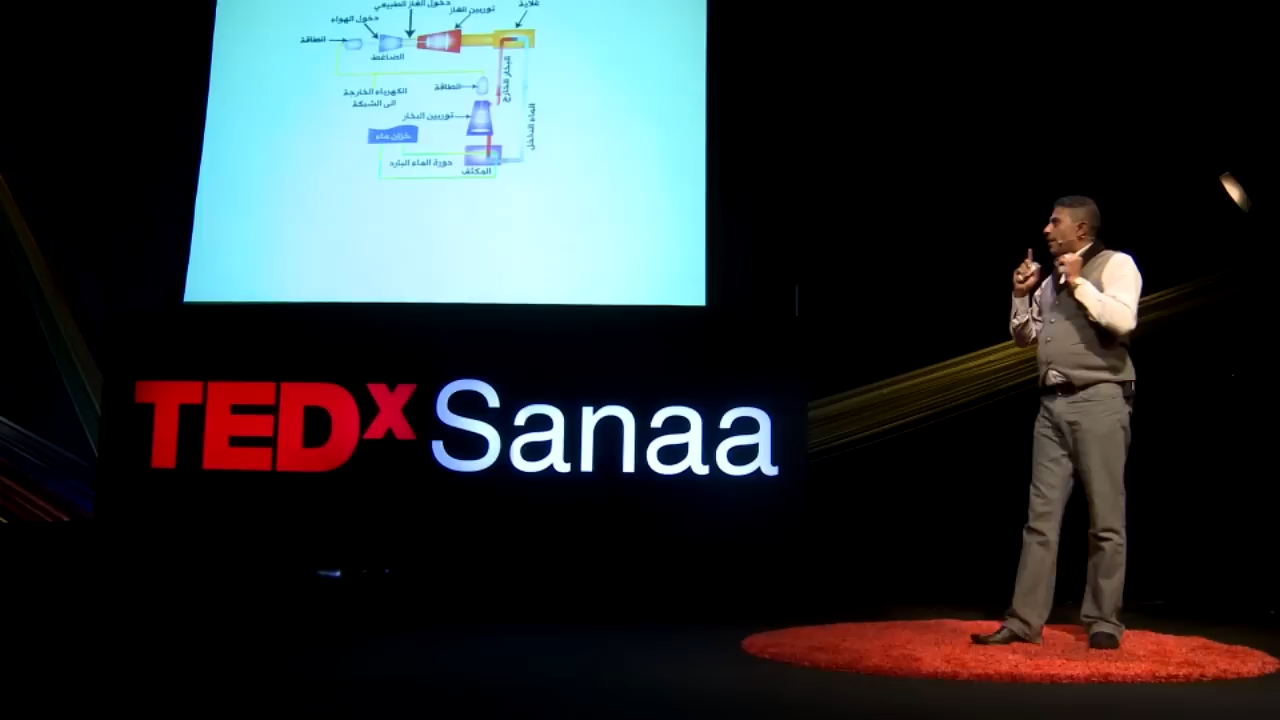 دخول الغاز الطبيعي
غلاية
توربين الغاز
دخول الهواء
الطاقة
الضاغط
البخار الخارج
الطاقة
الكهرباء الخارجة
الى الشبكة
توربين البخار
الماء الداخل
خزان ماء
دورة الماء البارد
المكثف
TEDx Sanaa